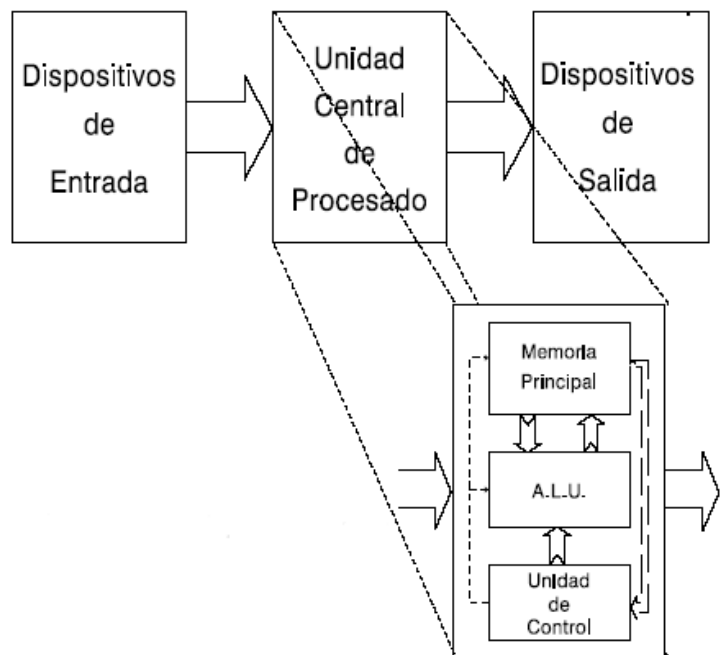 Dispositivos
de
Entrada
Unidad
Central
de
Procesado
Dispositivos
de
Salida
Memoria
Principal
A.L.U.
Unidad
de
Control